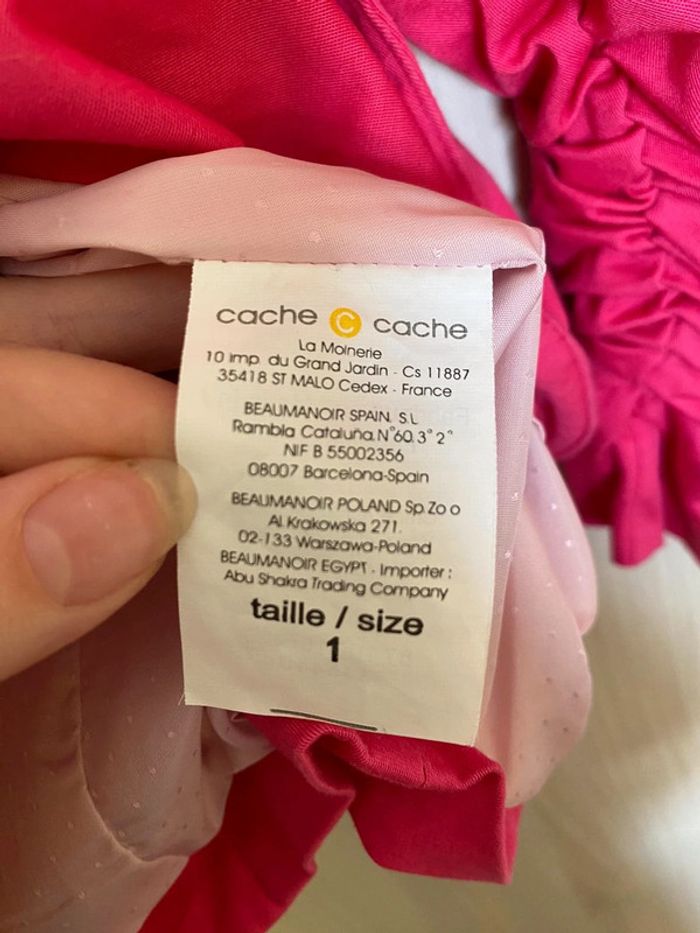 cache C cache
La Moinerie
10 imp. du Grand Jardin - Cs 11887
35418 ST MALO Cedex - France
BEAUMANOIR SPAIN, S.L
Rambla Cataluña, N°60, 3° 2°
NIF B 55002356
08007 Barcelona-Spain
BEAUMANOIR POLAND Sp. Zo o
Al. Krakowska 271.
02-133 Warszawa-Poland
BEAUMANOIR EGYPT - Importer :
Abu Shakra Trading Company
taille / size
1